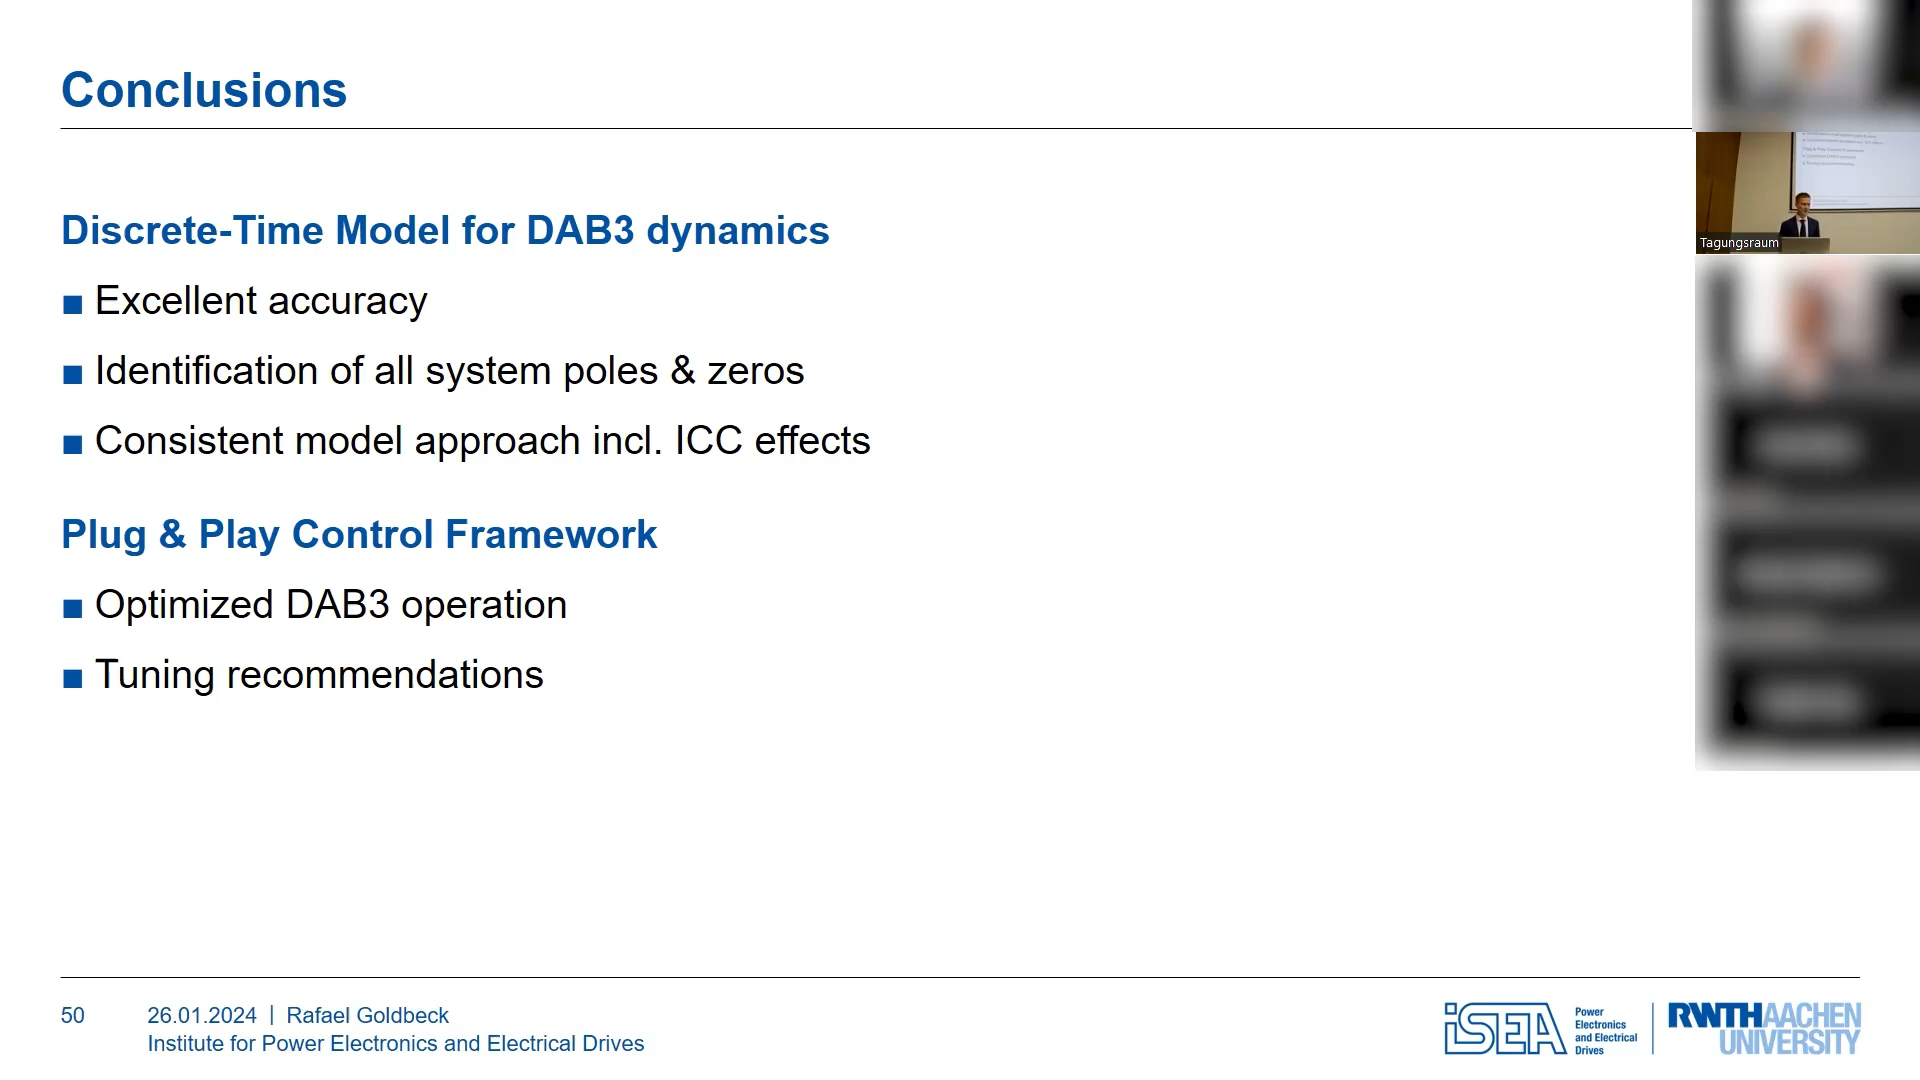 Conclusions
Discrete-Time Model for DAB3 dynamics
■ Excellent accuracy
■ Identification of all system poles & zeros
■ Consistent model approach incl. ICC effects
Plug & Play Control Framework
■ Optimized DAB3 operation
■ Tuning recommendations
Tagungsraum
50
26.01.2024 | Rafael Goldbeck
Institute for Power Electronics and Electrical Drives
iSEA
Power
Electronics
and Electrical
Drives
RWTHAACHEN
UNIVERSITY